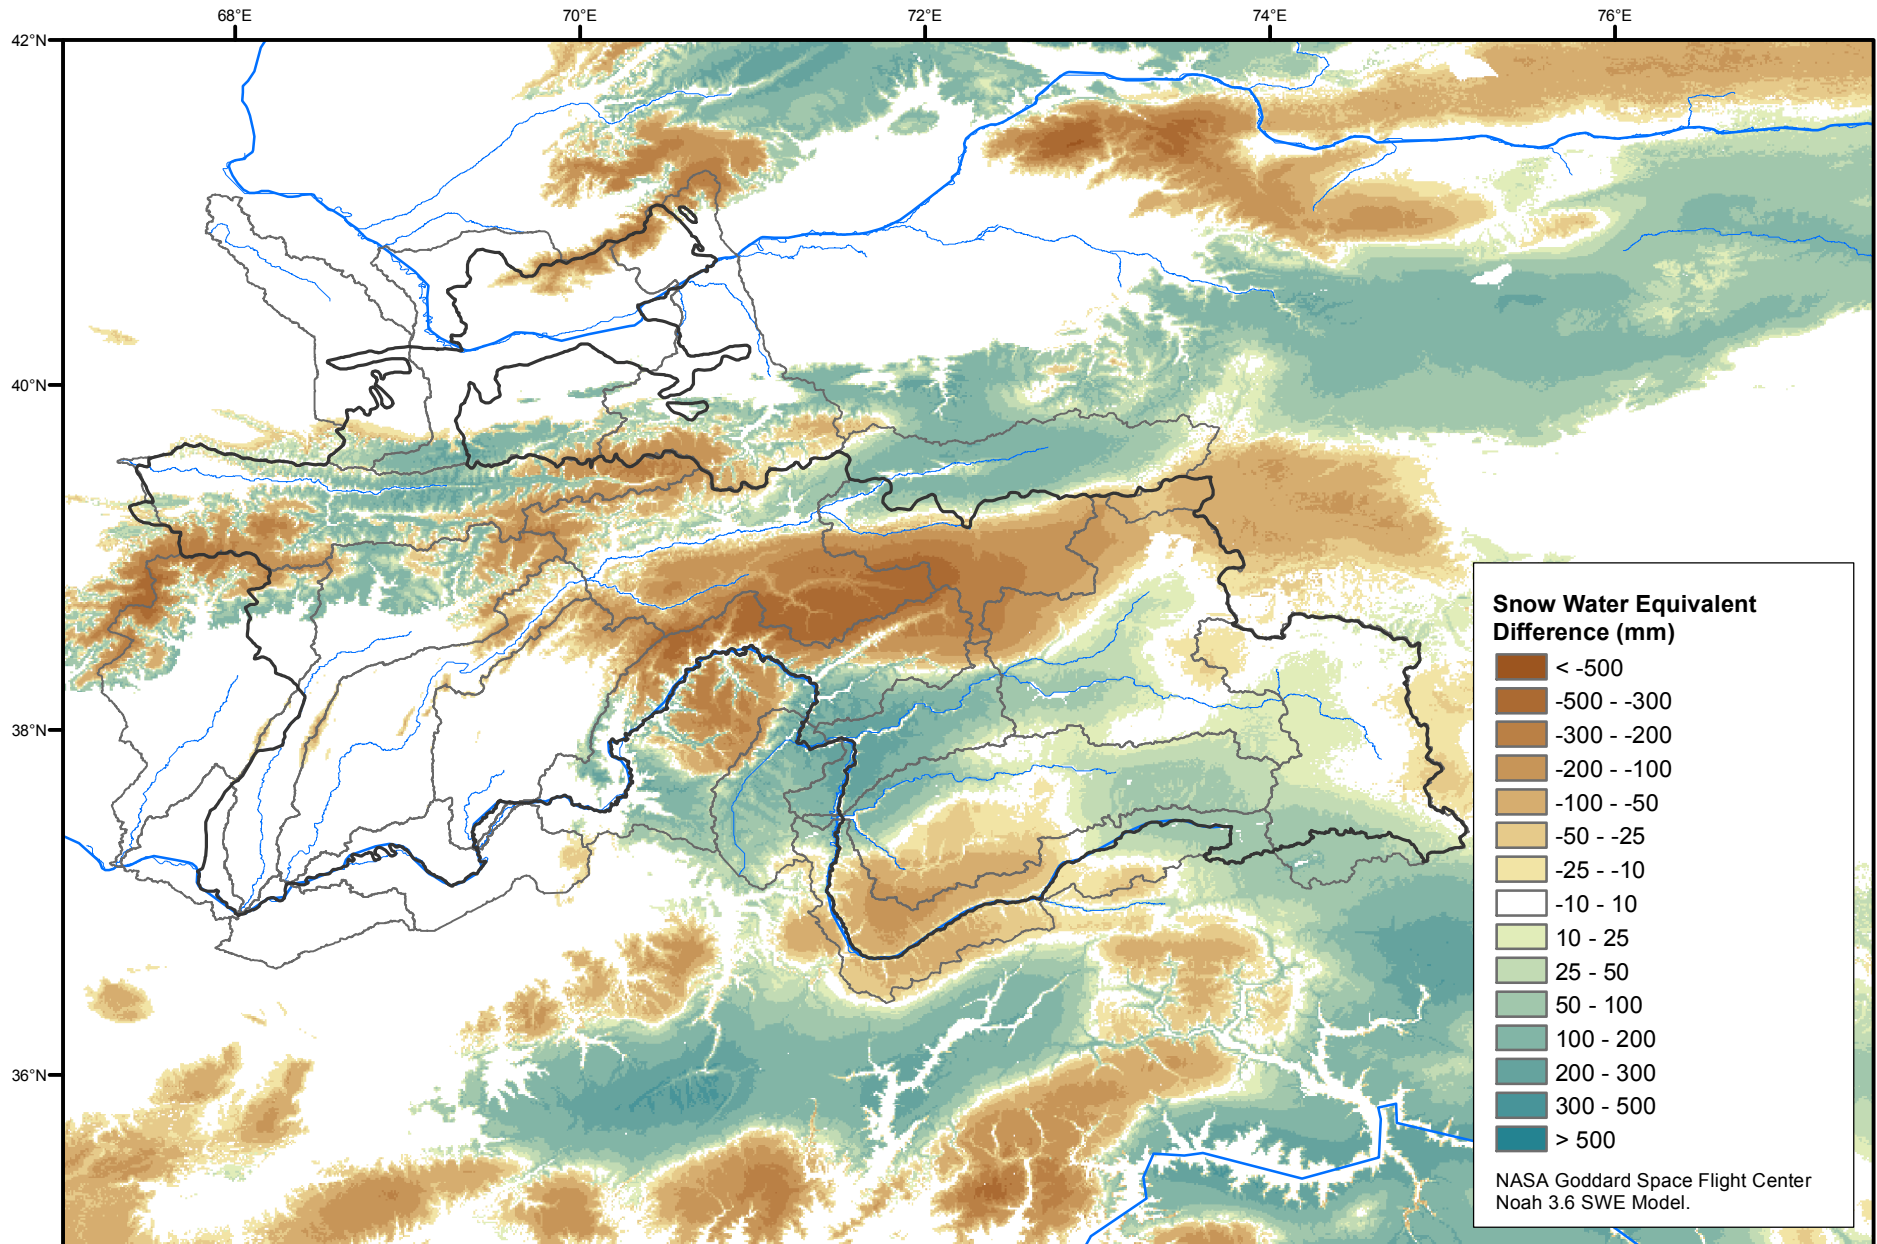 68°E 70°E 72°E 74°E 76°E
42°N
40°N
38°N
36°N
Snow Water Equivalent
Difference (mm)
< -500
-500 - -300
-300 - -200
-200 - -100
-100 - -50
-50 - -25
-25 - -10
-10 - 10
10 - 25
25 - 50
50 - 100
100 - 200
200 - 300
300 - 500
> 500
NASA Goddard Space Flight Center
Noah 3.6 SWE Model.